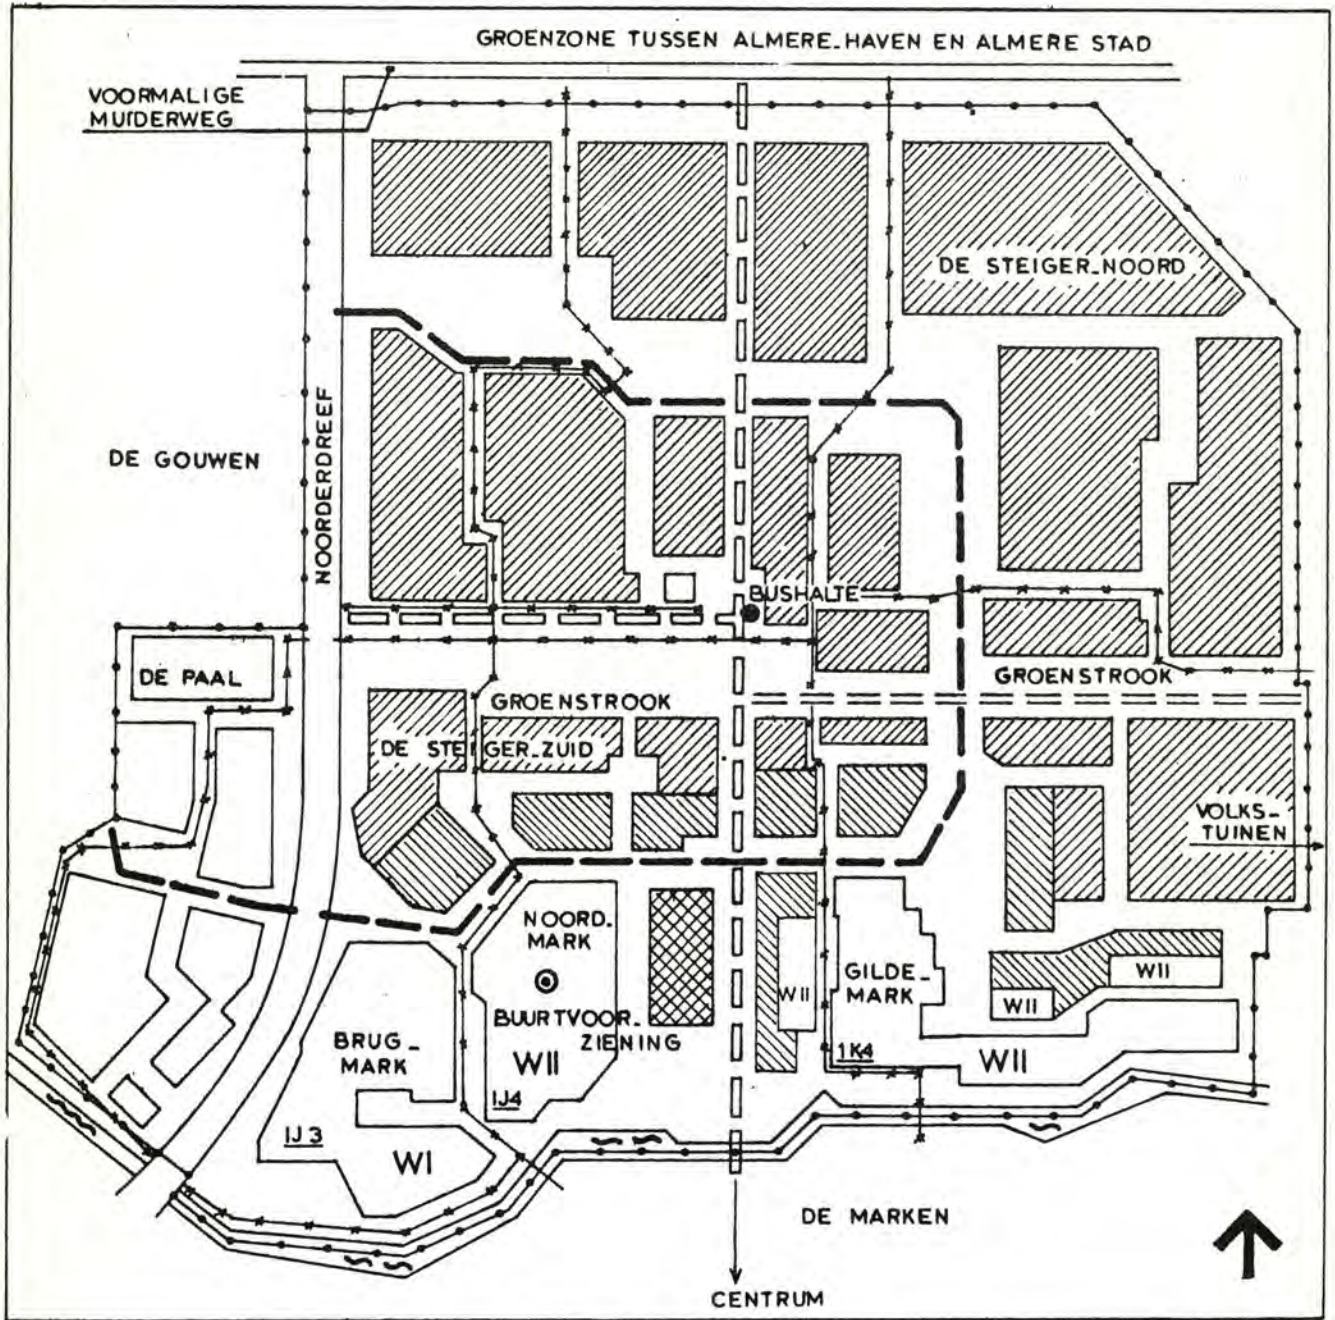 GROENZONE TUSSEN ALMERE-HAVEN EN ALMERE STAD
VOORMALIGE
MUIDERWEG
DE STEIGER-NOORD
DE GOUWEN
NOORDERDREEF
BUSHALTE
DE PAAL
GROENSTROOK
GROENSTROOK
DE STEIGER-ZUID
VOLKS-
TUINEN
NOORD-
MARK
GILDE-
MARK
WII
WII
WII
BUURTVOOR-
ZIENING
BRUG-
MARK
WII
1K4
WII
1J4
1J3
WI
DE MARKEN
CENTRUM